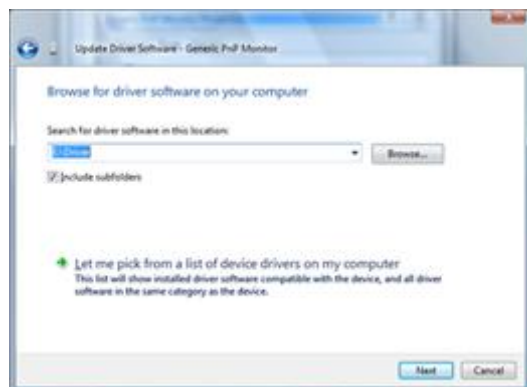 Update Driver Software - Generic PnP Monitor
Browse for driver software on your computer
Search for driver software in this location:
Browse...
Include subfolders
Let me pick from a list of device drivers on my computer
This list will show installed driver software compatible with the device, and all driver
software in the same category as the device.
Next Cancel